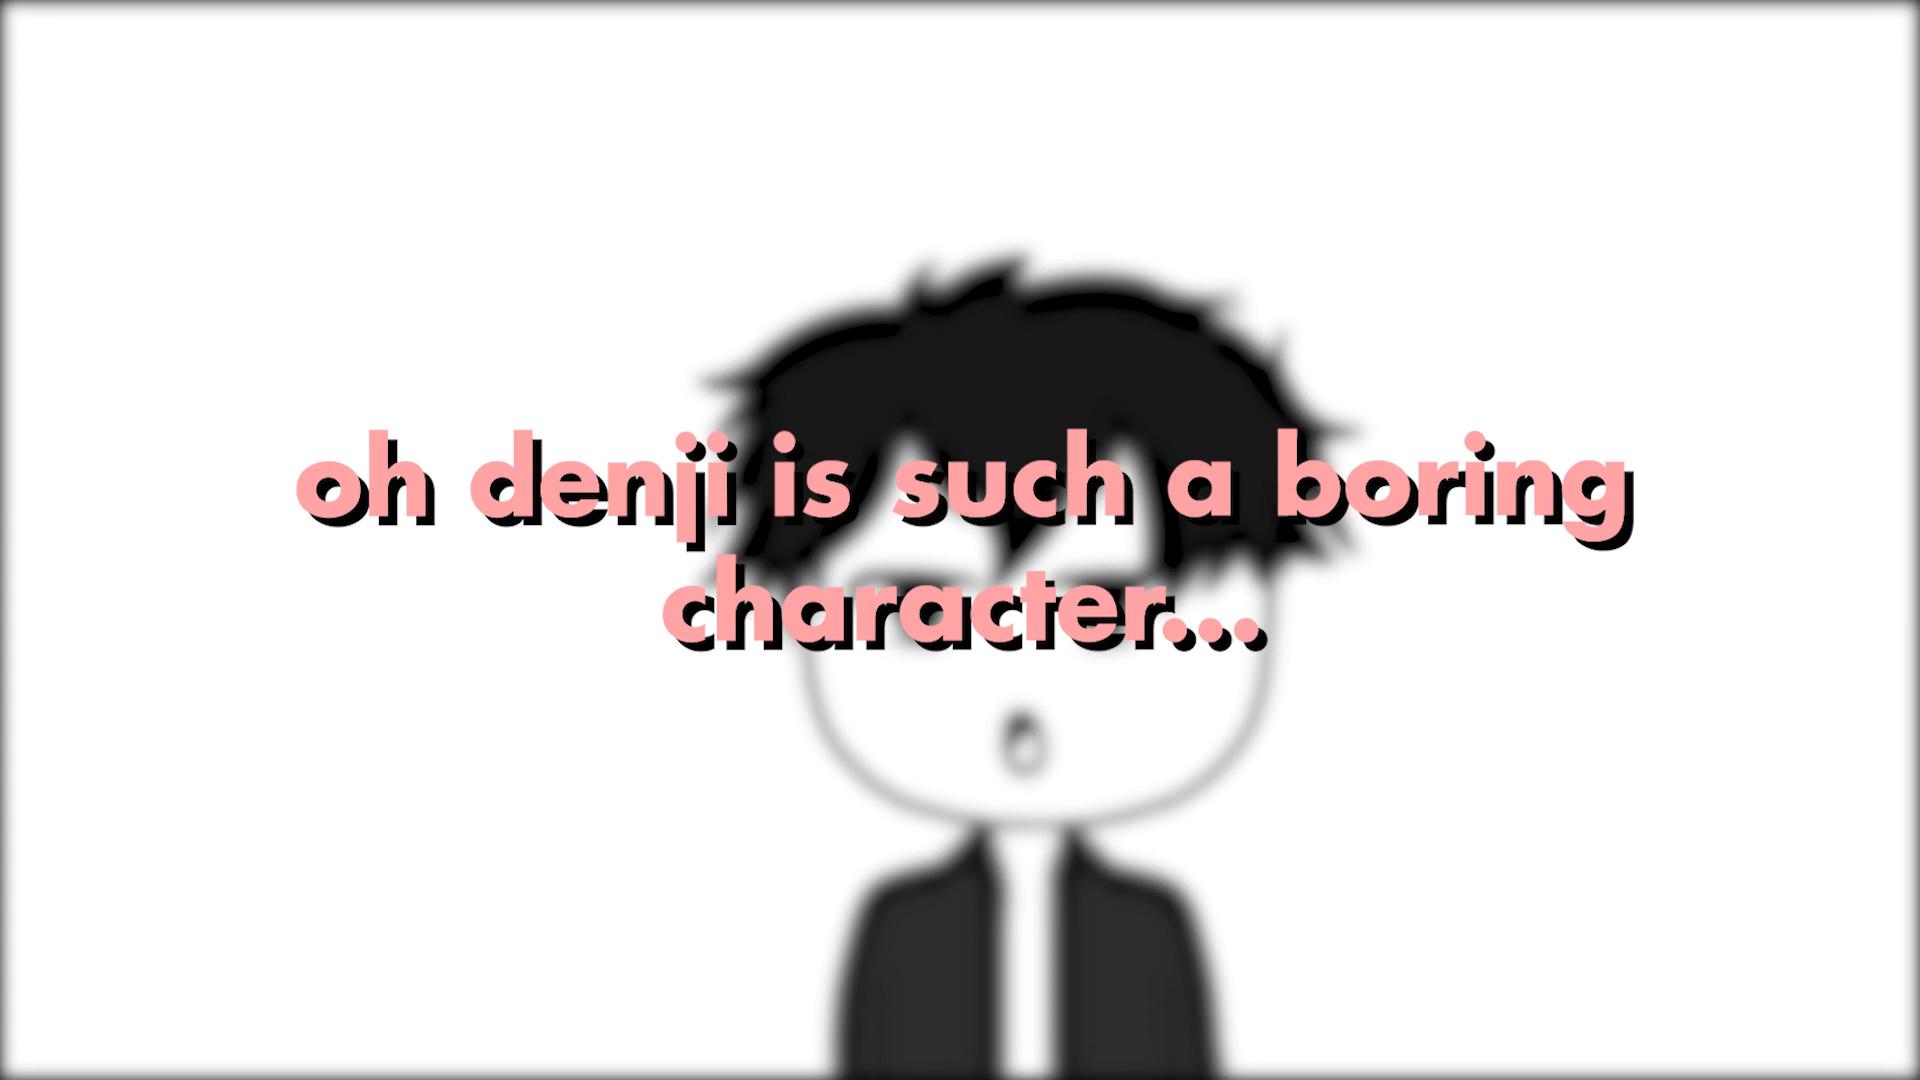 oh denji is such a boring
character...